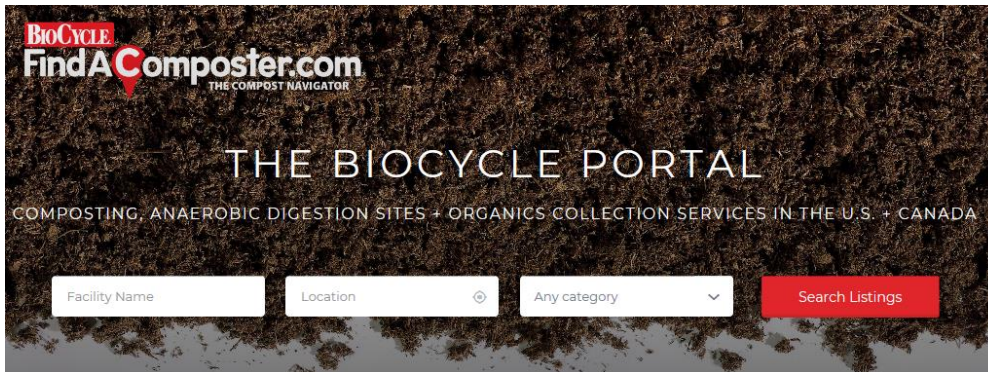 BIOCYCLE
FindAComposter.com
THE COMPOST NAVIGATOR
THE BIOCYCLE PORTAL
COMPOSTING, ANAEROBIC DIGESTION SITES + ORGANICS COLLECTION SERVICES IN THE U.S. + CANADA
Facility Name Location Any category Search Listings